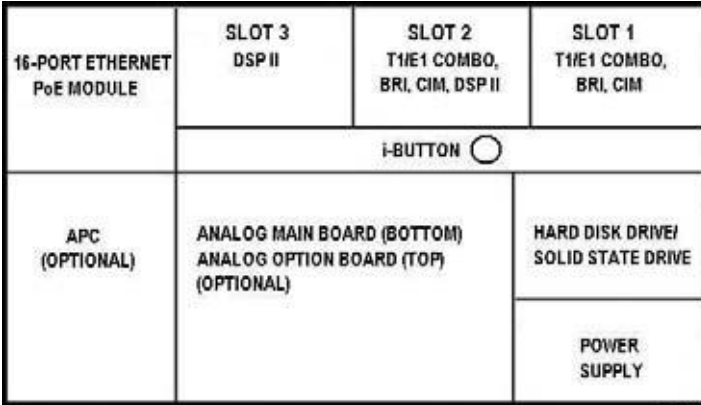 16-PORT ETHERNET
PoE MODULE
SLOT 3
DSP II
SLOT 2
T1/E1 COMBO,
BRI, CIM, DSP II
SLOT 1
T1/E1 COMBO,
BRI, CIM
i-BUTTON
APC
(OPTIONAL)
ANALOG MAIN BOARD (BOTTOM)
ANALOG OPTION BOARD (TOP)
(OPTIONAL)
HARD DISK DRIVE/
SOLID STATE DRIVE
POWER
SUPPLY